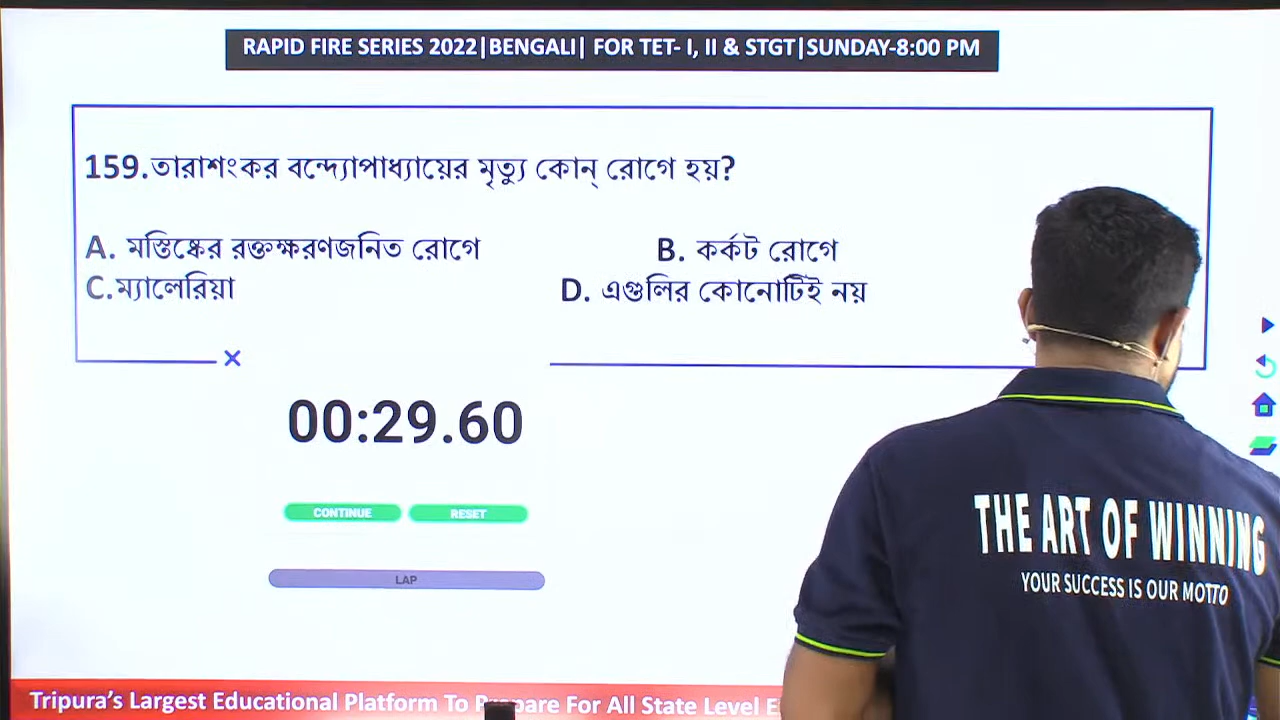 RAPID FIRE SERIES 2022|BENGALI| FOR TET- I, II & STGT|SUNDAY-8:00 PM
159.তারাশংকর বন্দ্যোপাধ্যায়ের মৃত্যু কোন্ রোগে হয়?
A. মস্তিষ্কের রক্তক্ষরণজনিত রোগে B. কর্কট রোগে
C.ম্যালেরিয়া D. এগুলির কোনোটিই নয়
00:29.60
CONTINUE RESET
LAP
THE ART OF WINNING
YOUR SUCCESS IS OUR MOTTO
Tripura's Largest Educational Platform To Prepare For All State Level